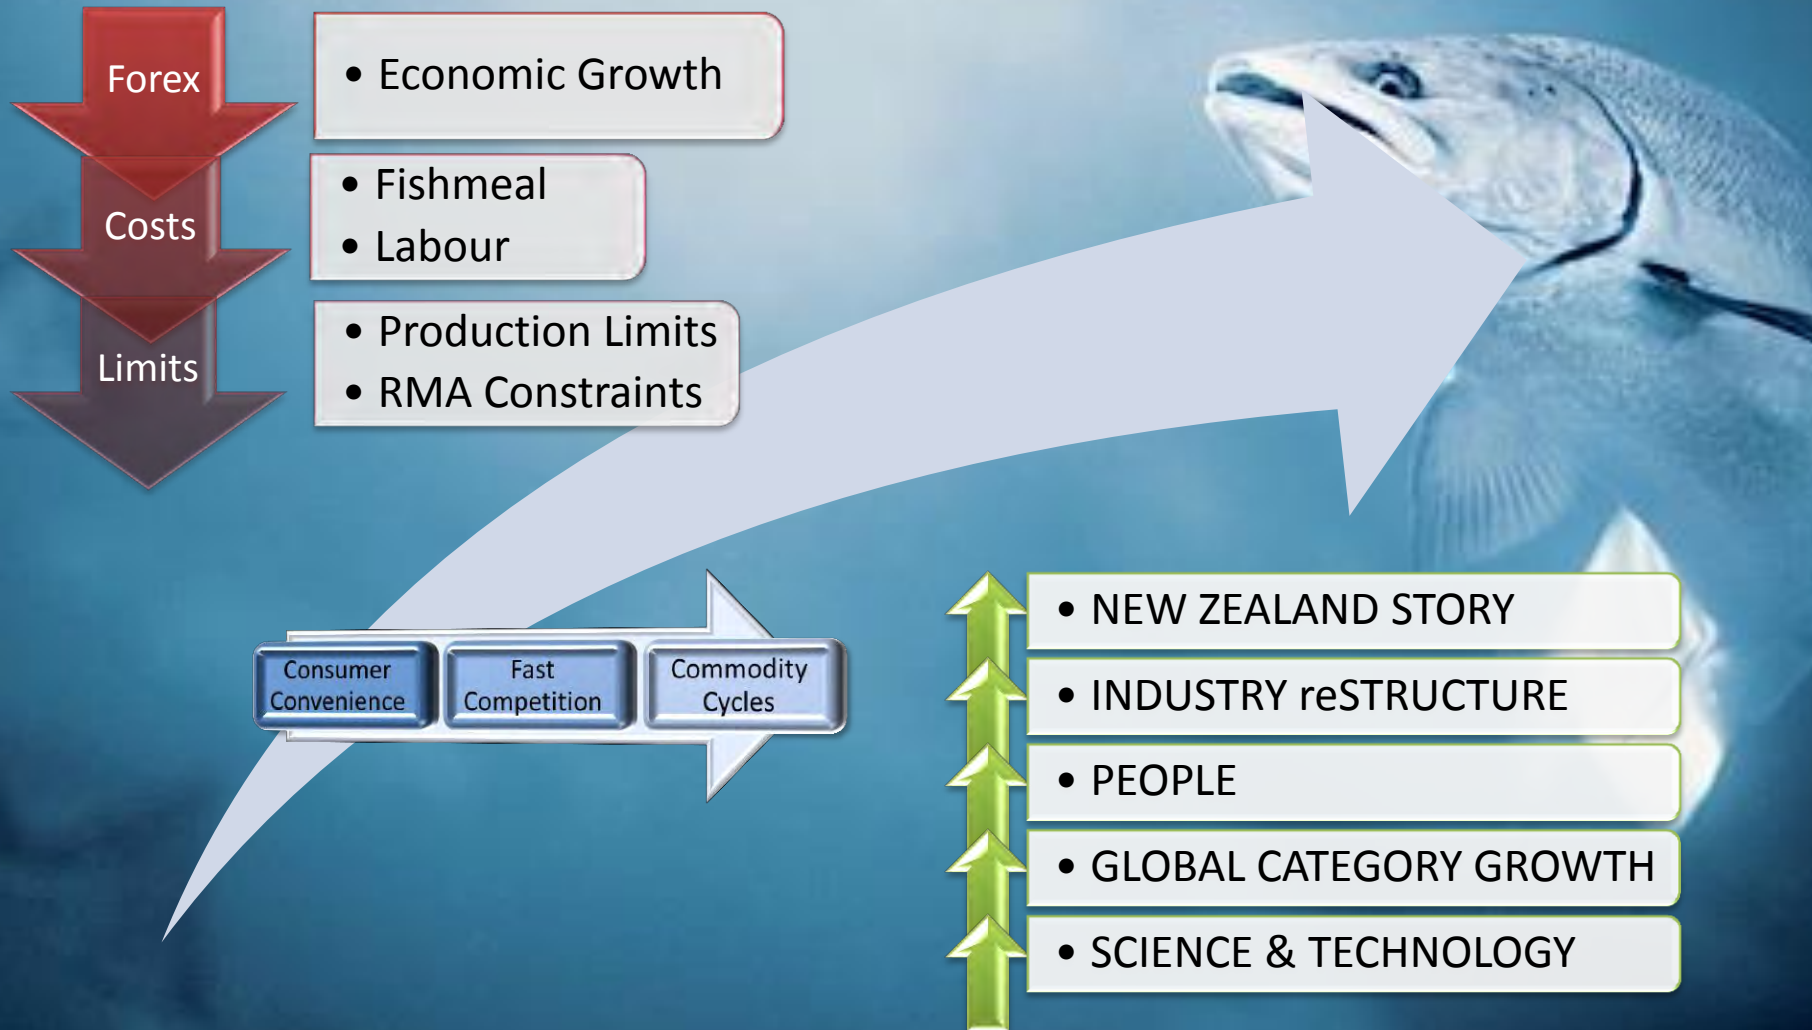 Forex
• Economic Growth
Costs
• Fishmeal
• Labour
Limits
• Production Limits
• RMA Constraints
Consumer
Convenience
Fast
Competition
Commodity
Cycles
• NEW ZEALAND STORY
• INDUSTRY reSTRUCTURE
• PEOPLE
• GLOBAL CATEGORY GROWTH
• SCIENCE & TECHNOLOGY